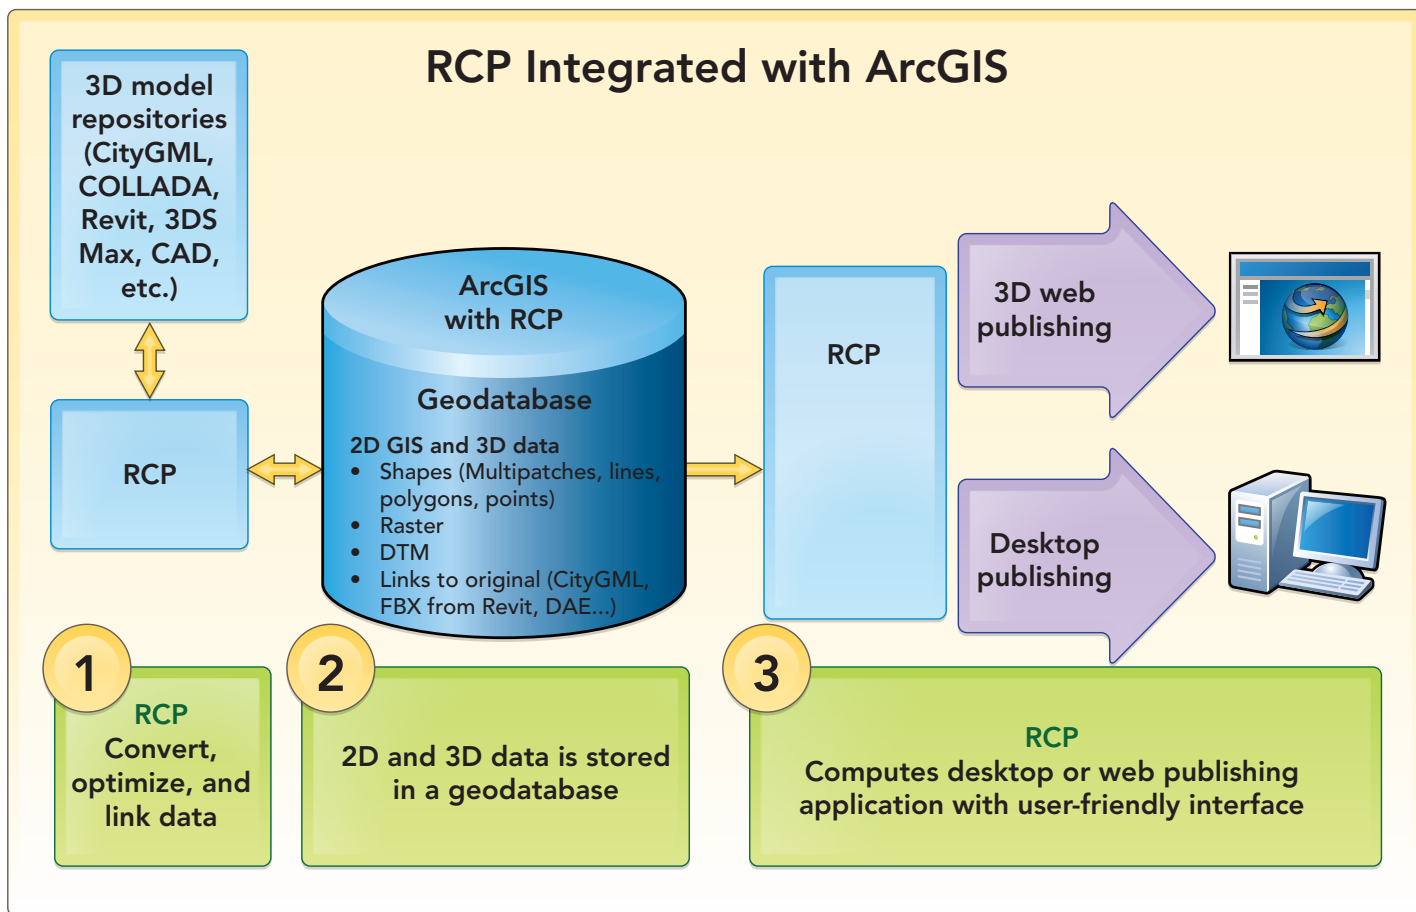 RCP Integrated with ArcGIS
3D model
repositories
(CityGML,
COLLADA,
Revit, 3DS
Max, CAD,
etc.)
RCP
ArcGIS
with RCP
Geodatabase
2D GIS and 3D data
• Shapes (Multipatches, lines,
polygons, points)
• Raster
• DTM
• Links to original (CityGML,
FBX from Revit, DAE...)
RCP
3D web
publishing
Desktop
publishing
1
RCP
Convert,
optimize, and
link data
2
2D and 3D data is stored
in a geodatabase
3
RCP
Computes desktop or web publishing
application with user-friendly interface